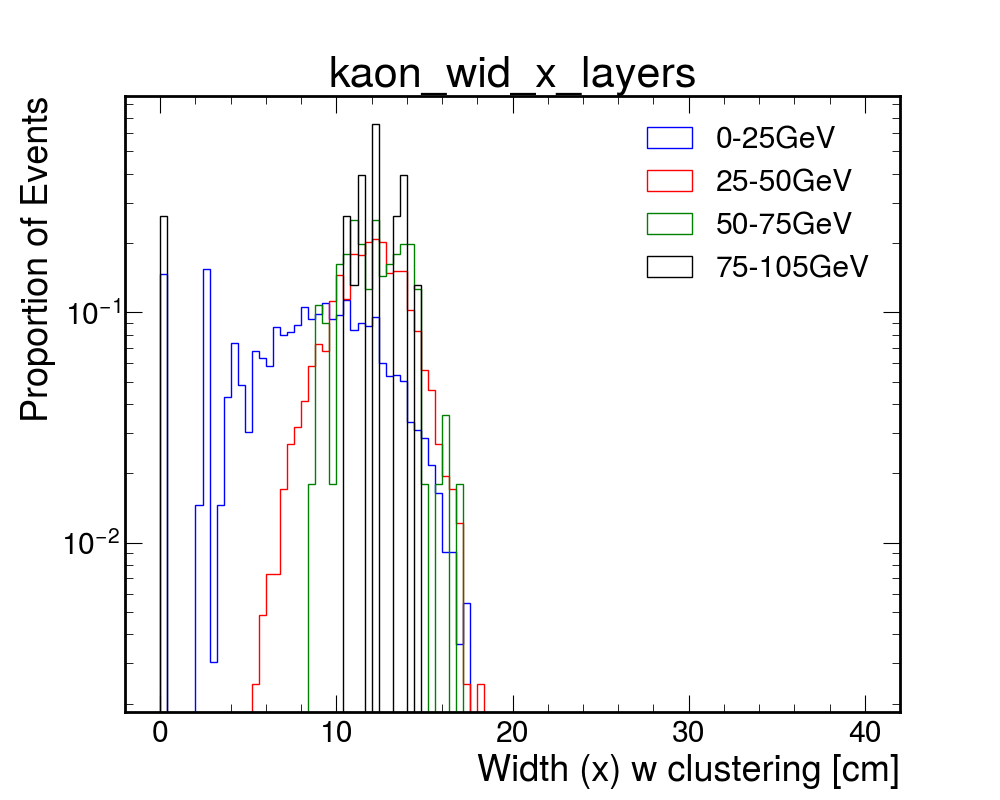 kaon_wid_x_layers
Proportion of Events
10⁻¹
10⁻²
0-25GeV
25-50GeV
50-75GeV
75-105GeV
0 10 20 30 40
Width (x) w clustering [cm]